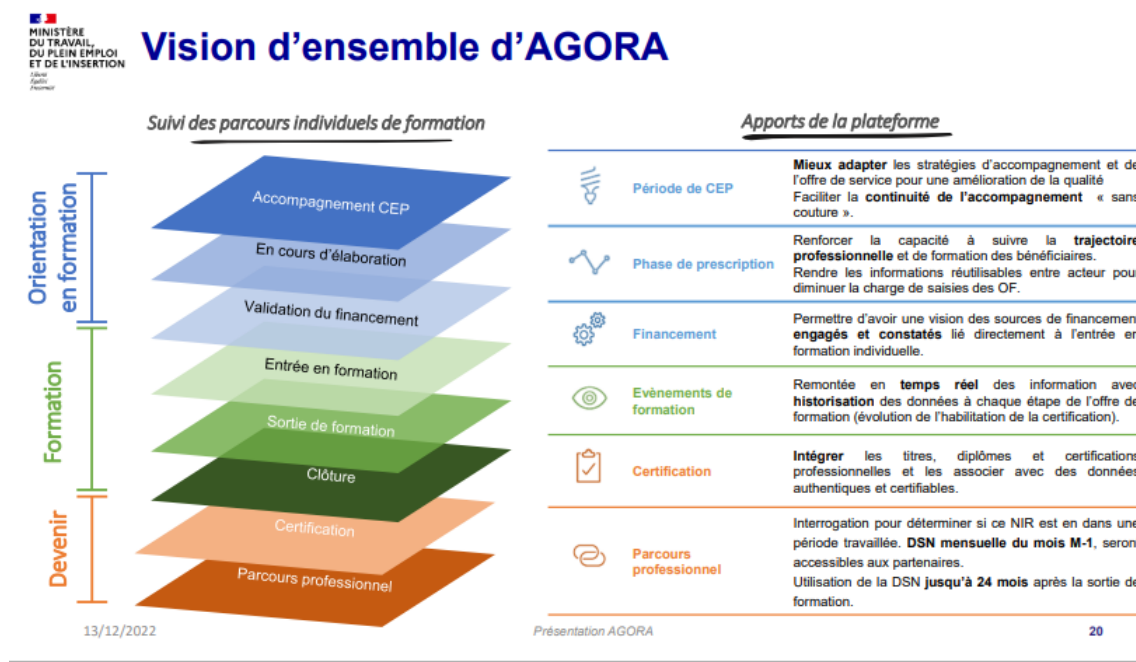 MINISTÈRE
DU TRAVAIL,
DU PLEIN EMPLOI
ET DE L'INSERTION
Liberté
Égalité
Fraternité
Vision d'ensemble d'AGORA
Suivi des parcours individuels de formation
Orientation
en formation
Formation
Devenir
Accompagnement CEP
En cours d'élaboration
Validation du financement
Entrée en formation
Sortie de formation
Clôture
Certification
Parcours professionnel
Apports de la plateforme
Période de CEP
Mieux adapter les stratégies d'accompagnement et de
l'offre de service pour une amélioration de la qualité
Faciliter la continuité de l'accompagnement « sans
couture ».
Phase de prescription
Renforcer la capacité à suivre la trajectoire
professionnelle et de formation des bénéficiaires.
Rendre les informations réutilisables entre acteur pour
diminuer la charge de saisies des OF.
Financement
Permettre d'avoir une vision des sources de financement
engagés et constatés lié directement à l'entrée en
formation individuelle.
Evènements de
formation
Remontée en temps réel des information avec
historisation des données à chaque étape de l'offre de
formation (évolution de l'habilitation de la certification).
Certification
Intégrer les titres, diplômes et certifications
professionnelles et les associer avec des données
authentiques et certifiables.
Parcours
professionnel
Interrogation pour déterminer si ce NIR est en dans une
période travaillée. DSN mensuelle du mois M-1, seron
accessibles aux partenaires.
Utilisation de la DSN jusqu'à 24 mois après la sortie de
formation.
13/12/2022
Présentation AGORA
20